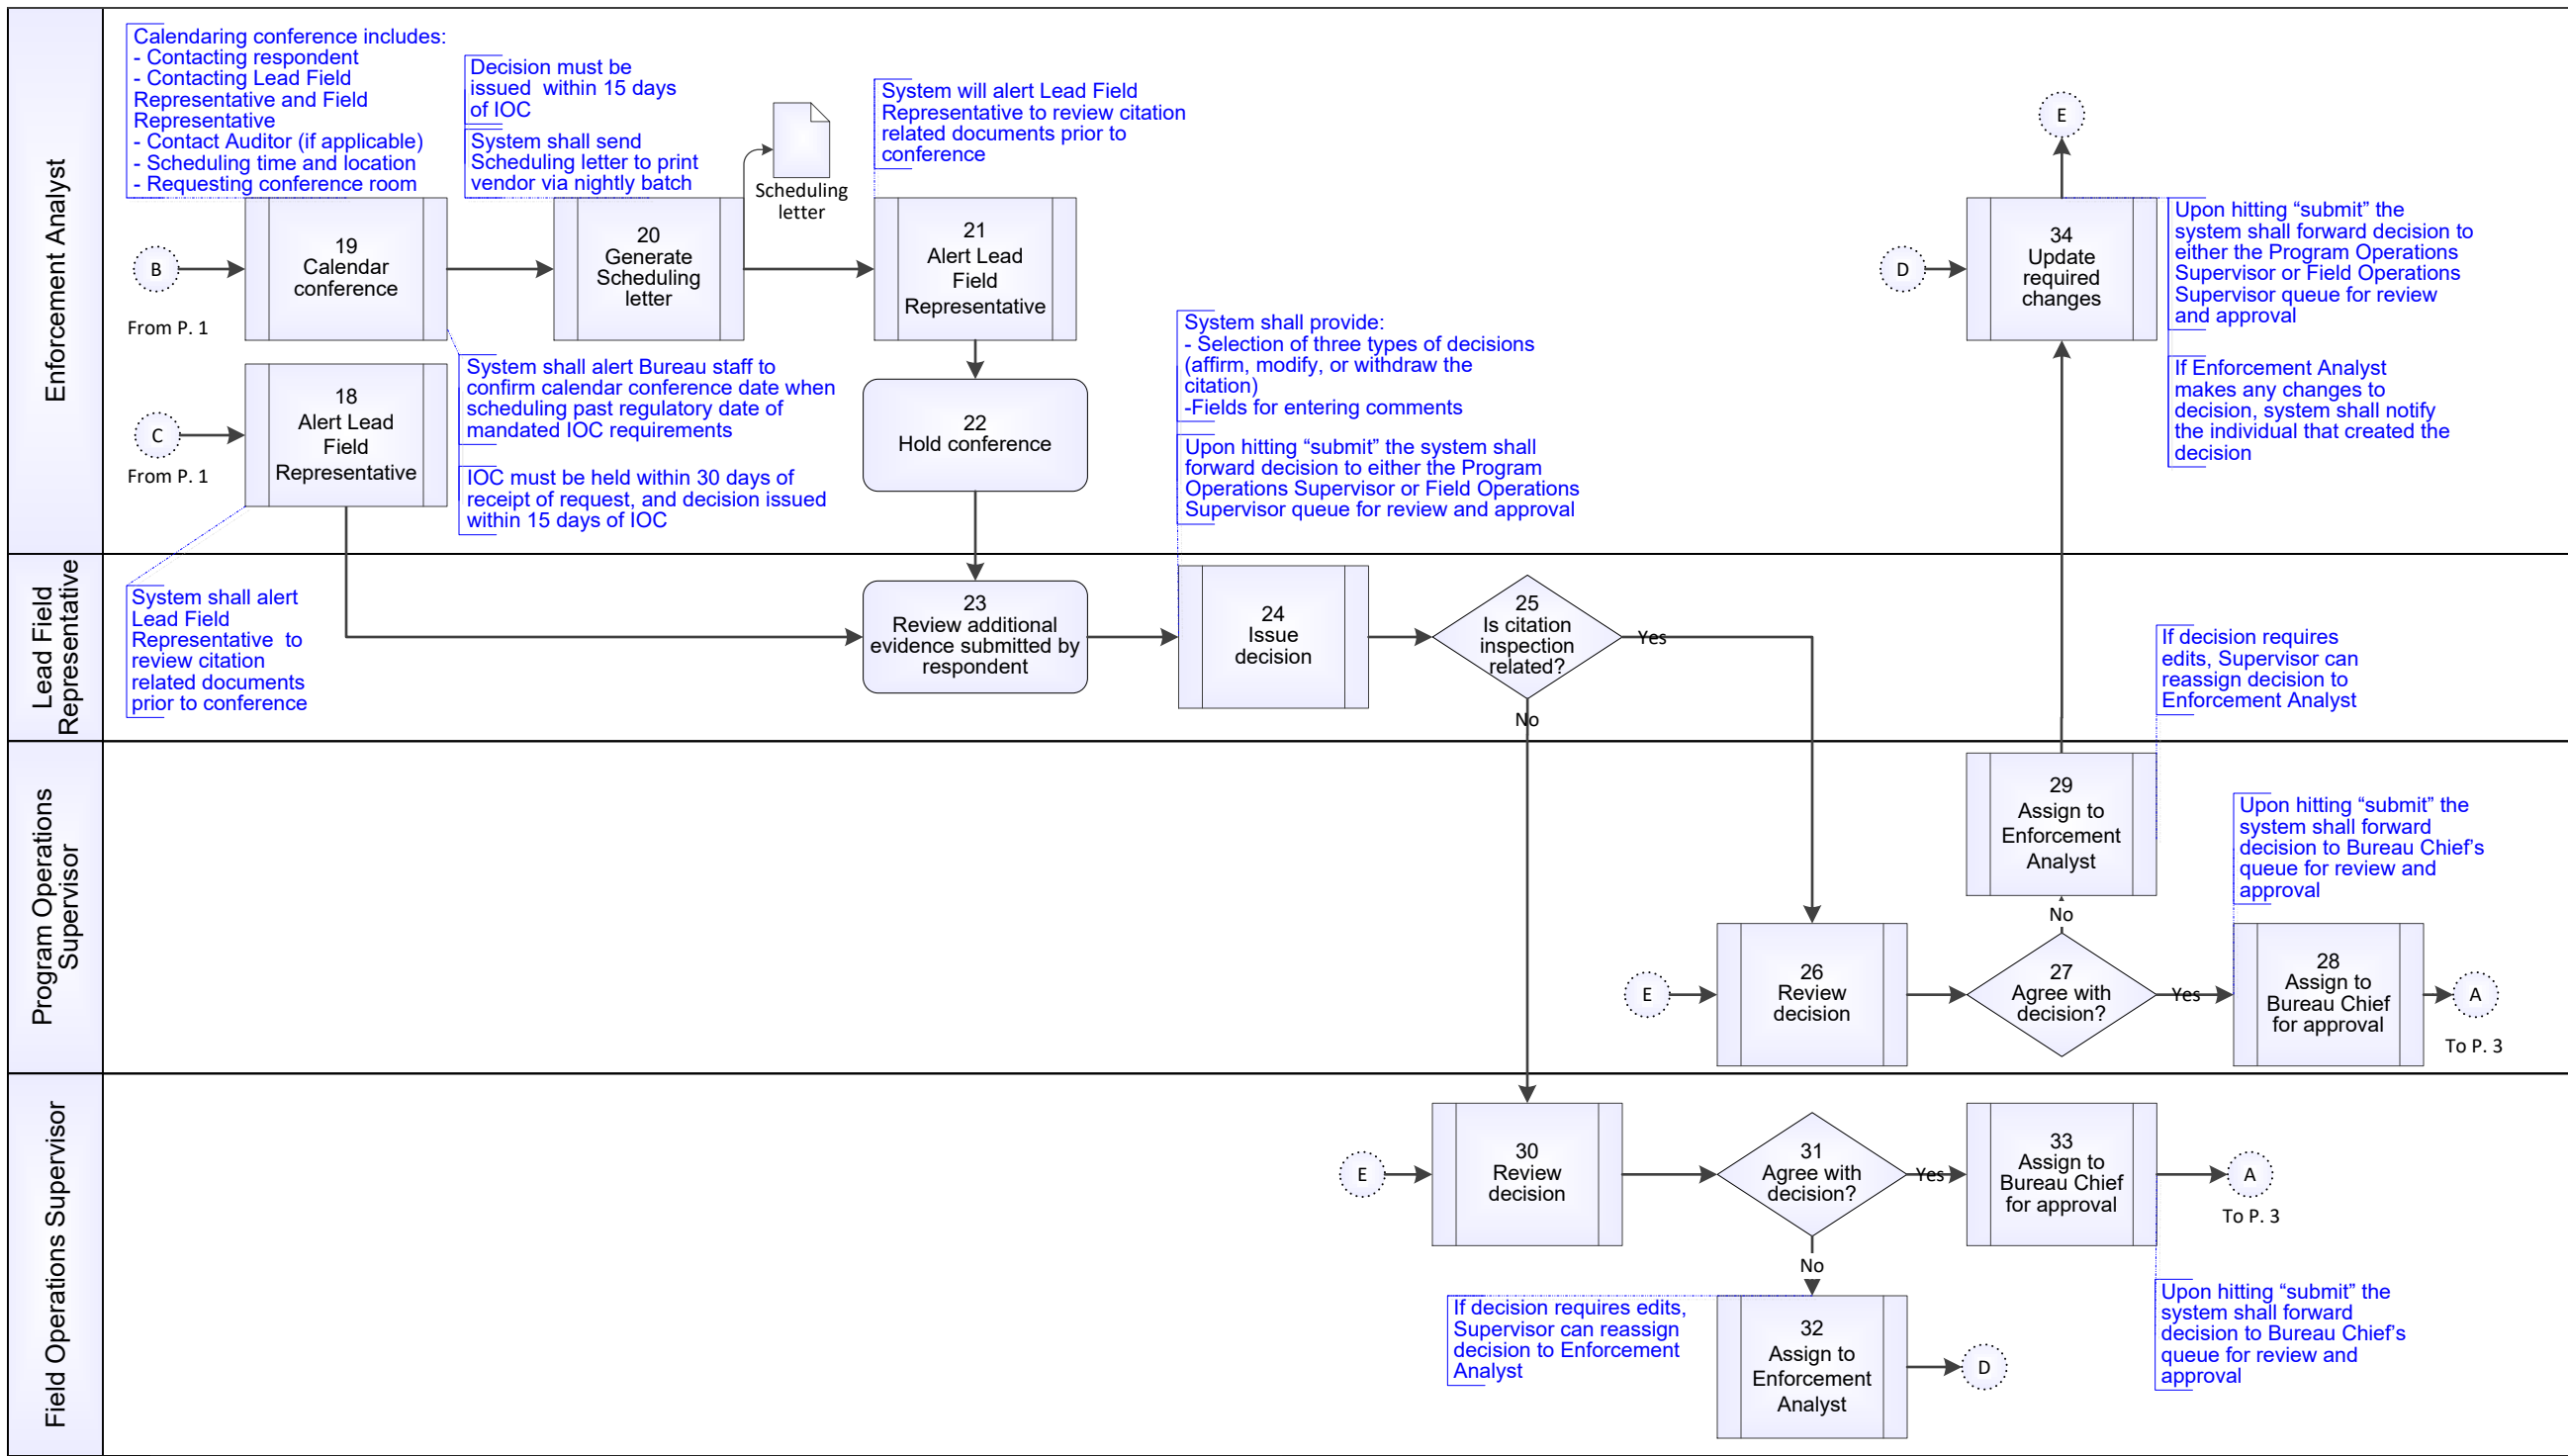 Enforcement Analyst
Calendaring conference includes:
- Contacting respondent
- Contacting Lead Field
Representative and Field
Representative
- Contact Auditor (if applicable)
- Scheduling time and location
- Requesting conference room
Decision must be
issued within 15 days
of IOC
System shall send
Scheduling letter to print
vendor via nightly batch
Scheduling
letter
System will alert Lead Field
Representative to review citation
related documents prior to
conference
B
From P. 1
19
Calendar
conference
20
Generate
Scheduling
letter
21
Alert Lead
Field
Representative
E
D
34
Update
required
changes
Upon hitting “submit” the
system shall forward decision to
either the Program Operations
Supervisor or Field Operations
Supervisor queue for review
and approval
If Enforcement Analyst
makes any changes to
decision, system shall notify
the individual that created the
decision
C
From P. 1
18
Alert Lead
Field
Representative
System shall alert Bureau staff to
confirm calendar conference date when
scheduling past regulatory date of
mandated IOC requirements
IOC must be held within 30 days of
receipt of request, and decision issued
within 15 days of IOC
22
Hold conference
System shall provide:
- Selection of three types of decisions
(affirm, modify, or withdraw the
citation)
-Fields for entering comments
Upon hitting “submit” the system shall
forward decision to either the Program
Operations Supervisor or Field Operations
Supervisor queue for review and approval
Lead Field
Representative
System shall alert
Lead Field
Representative to
review citation
related documents
prior to conference
23
Review additional
evidence submitted by
respondent
24
Issue
decision
25
Is citation
inspection
related?
Yes
No
If decision requires
edits, Supervisor can
reassign decision to
Enforcement Analyst
Program Operations
Supervisor
29
Assign to
Enforcement
Analyst
Upon hitting “submit” the
system shall forward
decision to Bureau Chief’s
queue for review and
approval
No
E
26
Review
decision
27
Agree with
decision?
Yes
28
Assign to
Bureau Chief
for approval
A
To P. 3
Field Operations Supervisor
E
30
Review
decision
31
Agree with
decision?
Yes
33
Assign to
Bureau Chief
for approval
A
To P. 3
No
If decision requires edits,
Supervisor can reassign
decision to Enforcement
Analyst
32
Assign to
Enforcement
Analyst
D
Upon hitting “submit” the
system shall forward
decision to Bureau Chief’s
queue for review and
approval